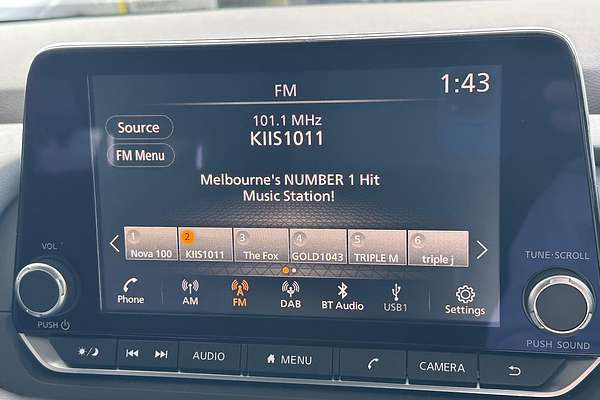 FM
1:43
Source
101.1 MHz
KIIS1011
FM Menu
Melbourne's NUMBER 1 Hit
Music Station!
1 Nova 100
2 KIIS1011
3 The Fox
4 GOLD1043
5 TRIPLE M
6 triple j
Phone
AM
FM
DAB
BT Audio
USB1
Settings
VOL
PUSH
TUNE·SCROLL
PUSH SOUND
AUDIO
MENU
CAMERA